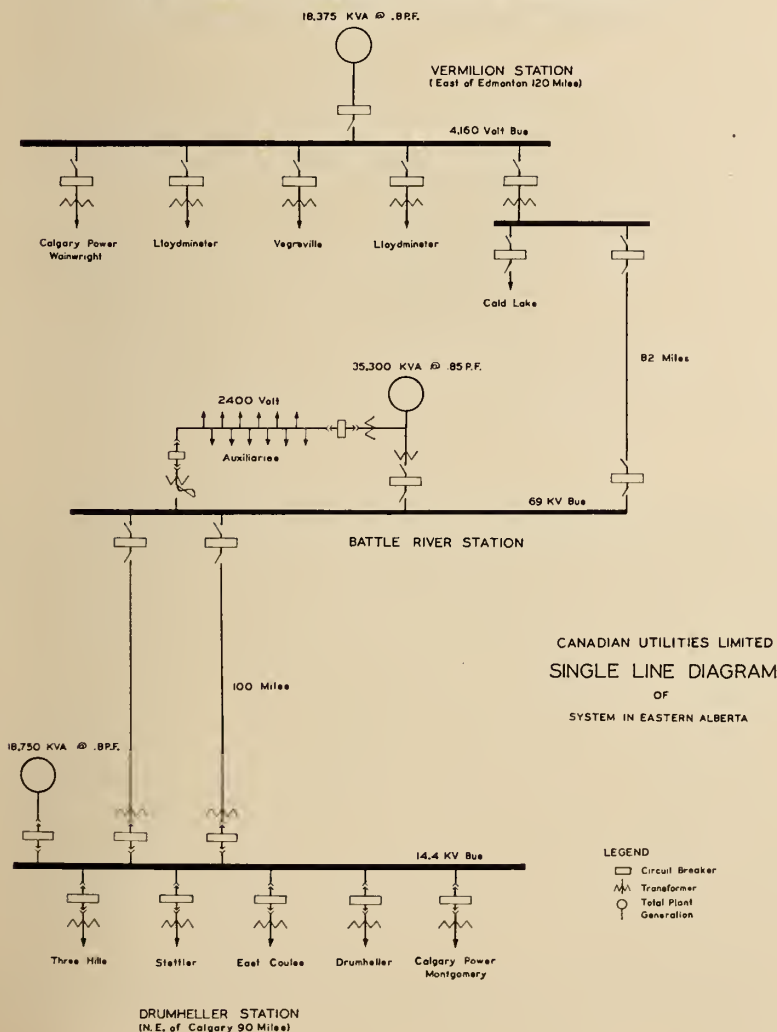 18,375 KVA @ .8 P.F.
VERMILION STATION
(East of Edmonton 120 Miles)
4,160 Volt Bus
Calgary Power
Wainwright
Lloydminster
Vegreville
Lloydminster
Cold Lake
82 Miles
35,300 KVA @ .85 P.F.
2400 Volt
Auxiliaries
69 KV Bus
BATTLE RIVER STATION
CANADIAN UTILITIES LIMITED
SINGLE LINE DIAGRAM
OF
SYSTEM IN EASTERN ALBERTA
100 Miles
18,750 KVA @ .8 P.F.
14.4 KV Bus
LEGEND
Circuit Breaker
Transformer
Total Plant
Generation
Three Hills
Stettler
East Coulee
Drumheller
Calgary Power
Montgomery
DRUMHELLER STATION
(N.E. of Calgary 90 Miles)